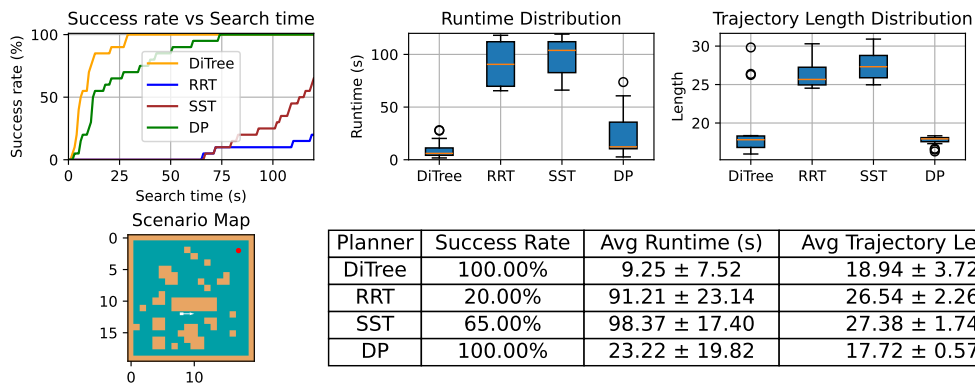 Success rate vs Search time
Success rate (%)
100
50
0
DiTree
RRT
SST
DP
0 25 50 75 100
Search time (s)
Runtime Distribution
Runtime (s)
100
50
0
DiTree RRT SST DP
Trajectory Length Distribution
Length
30
25
20
DiTree RRT SST DP
Scenario Map
0
5
10
15
0 10
Planner Success Rate Avg Runtime (s) Avg Trajectory Le
DiTree 100.00% 9.25 ± 7.52 18.94 ± 3.72
RRT 20.00% 91.21 ± 23.14 26.54 ± 2.26
SST 65.00% 98.37 ± 17.40 27.38 ± 1.74
DP 100.00% 23.22 ± 19.82 17.72 ± 0.57